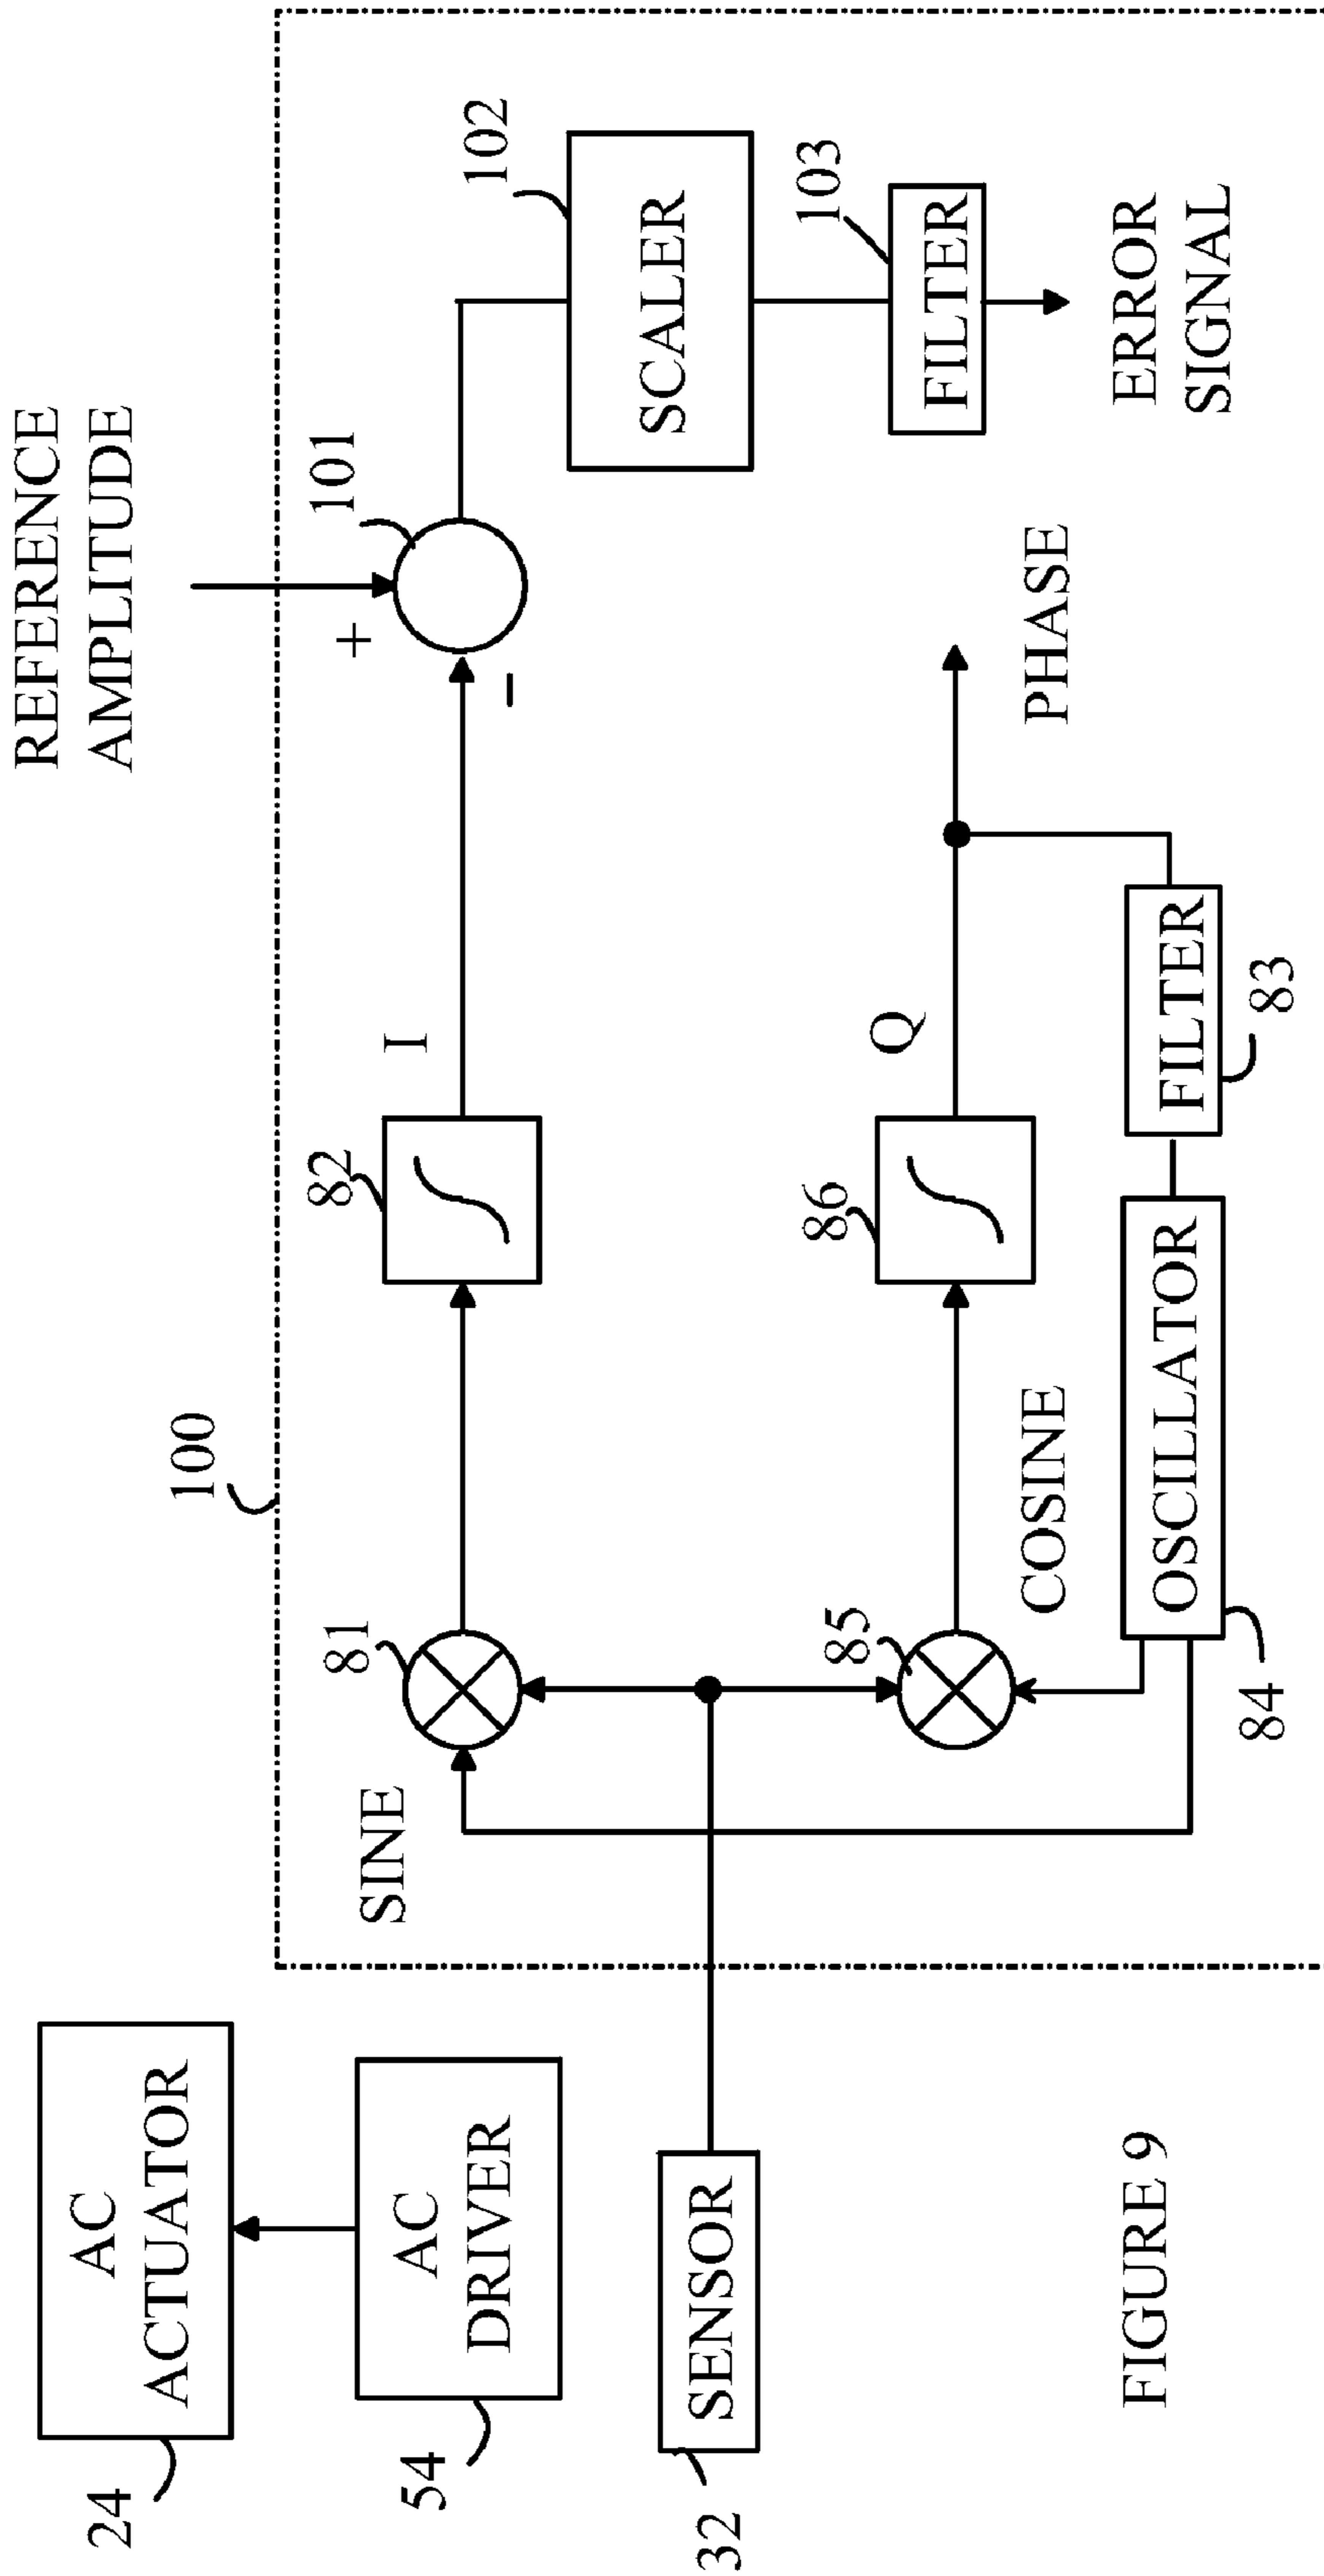 REFERENCE
AMPLITUDE
100
101
102
+
−
82
I
81
SINE
SCALER
103
FILTER
ERROR
SIGNAL
86
Q
PHASE
85
COSINE
FILTER
83
OSCILLATOR
84
24
AC
ACTUATOR
54
AC
DRIVER
32
SENSOR
FIGURE 9